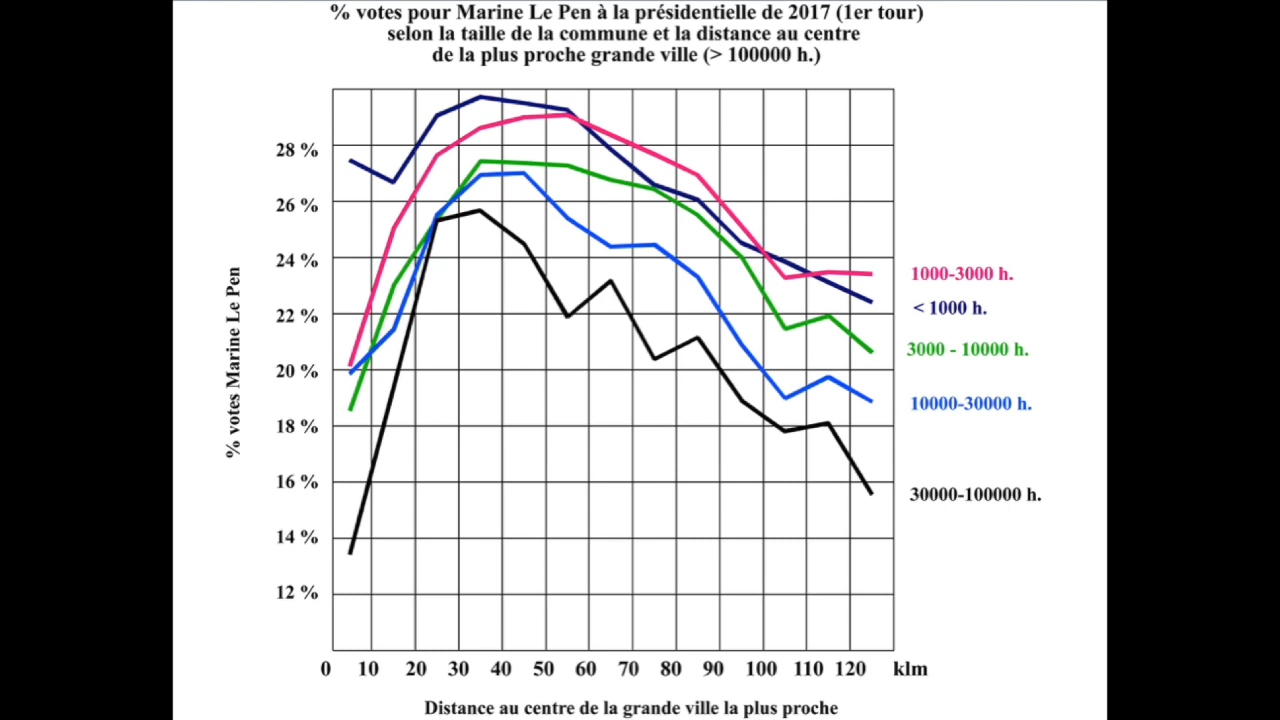 % votes pour Marine Le Pen à la présidentielle de 2017 (1er tour)
selon la taille de la commune et la distance au centre
de la plus proche grande ville (> 100000 h.)
28 %
26 %
24 %
22 %
20 %
18 %
16 %
14 %
12 %
% votes Marine Le Pen
1000-3000 h.
< 1000 h.
3000 - 10000 h.
10000-30000 h.
30000-100000 h.
0 10 20 30 40 50 60 70 80 90 100 110 120 klm
Distance au centre de la grande ville la plus proche